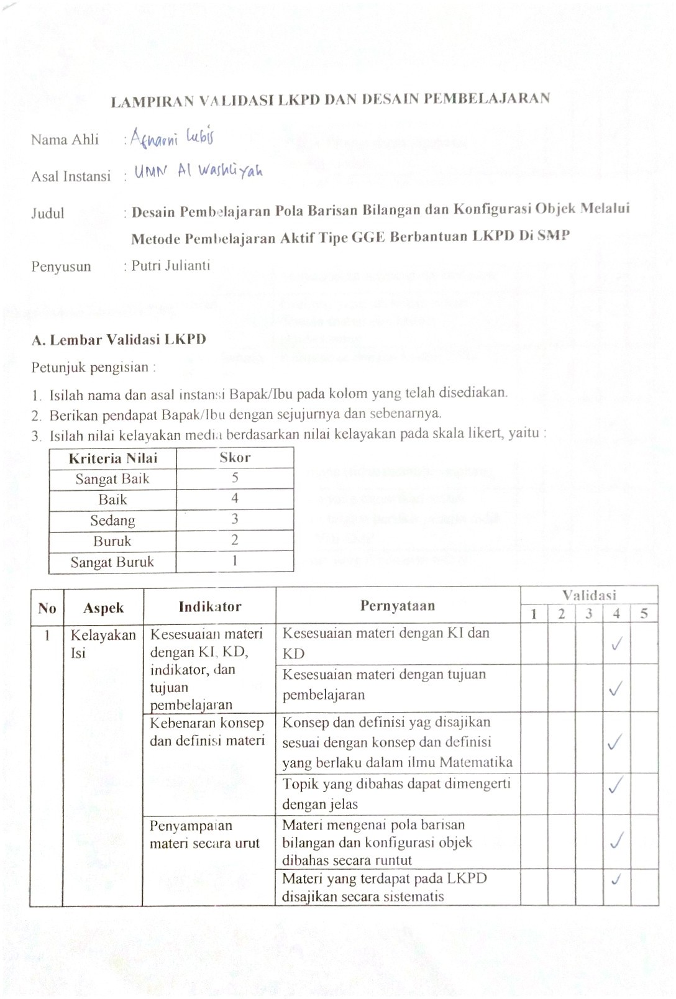 LAMPIRAN VALIDASI LKPD DAN DESAIN PEMBELAJARAN
Nama Ahli : Asnarni Lubis
Asal Instansi : UMN Al Washliyah
Judul : Desain Pembelajaran Pola Barisan Bilangan dan Konfigurasi Objek Melalui
Metode Pembelajaran Aktif Tipe GGE Berbantuan LKPD Di SMP
Penyusun : Putri Julianti
A. Lembar Validasi LKPD
Petunjuk pengisian :
1. Isilah nama dan asal instansi Bapak/Ibu pada kolom yang telah disediakan.
2. Berikan pendapat Bapak/Ibu dengan sejujurnya dan sebenarnya.
3. Isilah nilai kelayakan media berdasarkan nilai kelayakan pada skala likert, yaitu :
Kriteria Nilai Skor
Sangat Baik 5
Baik 4
Sedang 3
Buruk 2
Sangat Buruk 1
No Aspek Indikator Pernyataan Validasi
1 2 3 4 5
1 Kelayakan
Isi
Kesesuaian materi
dengan KI, KD,
indikator, dan
tujuan
pembelajaran
Kesesuaian materi dengan KI dan
KD ✓
Kesesuaian materi dengan tujuan
pembelajaran ✓
Kebenaran konsep
dan definisi materi
Konsep dan definisi yag disajikan
sesuai dengan konsep dan definisi
yang berlaku dalam ilmu Matematika ✓
Topik yang dibahas dapat dimengerti
dengan jelas ✓
Penyampaian
materi secara urut
Materi mengenai pola barisan
bilangan dan konfigurasi objek
dibahas secara runtut ✓
Materi yang terdapat pada LKPD
disajikan secara sistematis ✓